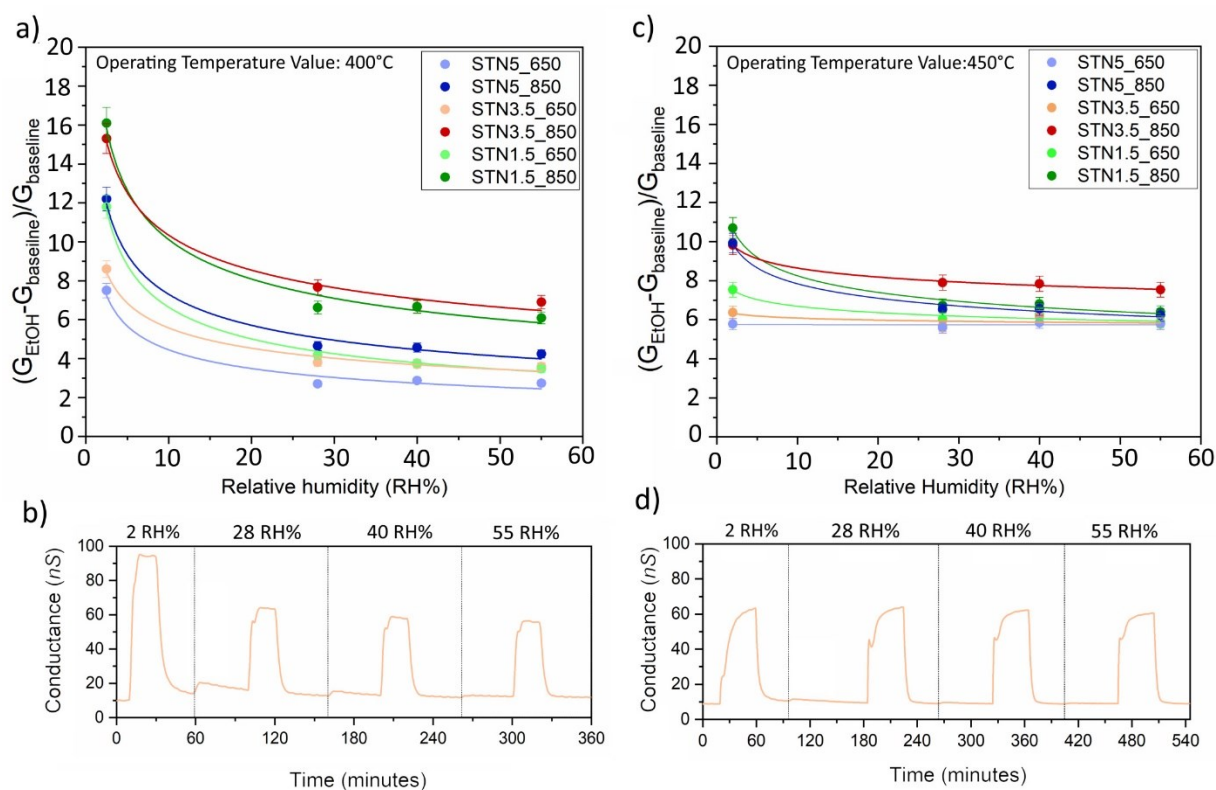 a)
(G_EtOH-G_baseilne)/G_baseline)
20
18
16
14
12
10
8
6
4
2
0
Operating Temperature Value: 400°C
STN5_650
STN5_850
STN3.5_650
STN3.5_850
STN1.5_650
STN1.5_850
0 10 20 30 40 50 60
Relative humidity (RH%)
c)
(G_EtOH-G_baseilne)/G_baseline)
20
18
16
14
12
10
8
6
4
2
0
Operating Temperature Value:450°C
STN5_650
STN5_850
STN3.5_650
STN3.5_850
STN1.5_650
STN1.5_850
0 10 20 30 40 50 60
Relative Humidity (RH%)
b)
2 RH% 28 RH% 40 RH% 55 RH%
Conductance (nS)
100
80
60
40
20
0
0 60 120 180 240 300 360
Time (minutes)
d)
2 RH% 28 RH% 40 RH% 55 RH%
Conductance (nS)
100
80
60
40
20
0
0 60 120 180 240 300 360 420 480 540
Time (minutes)